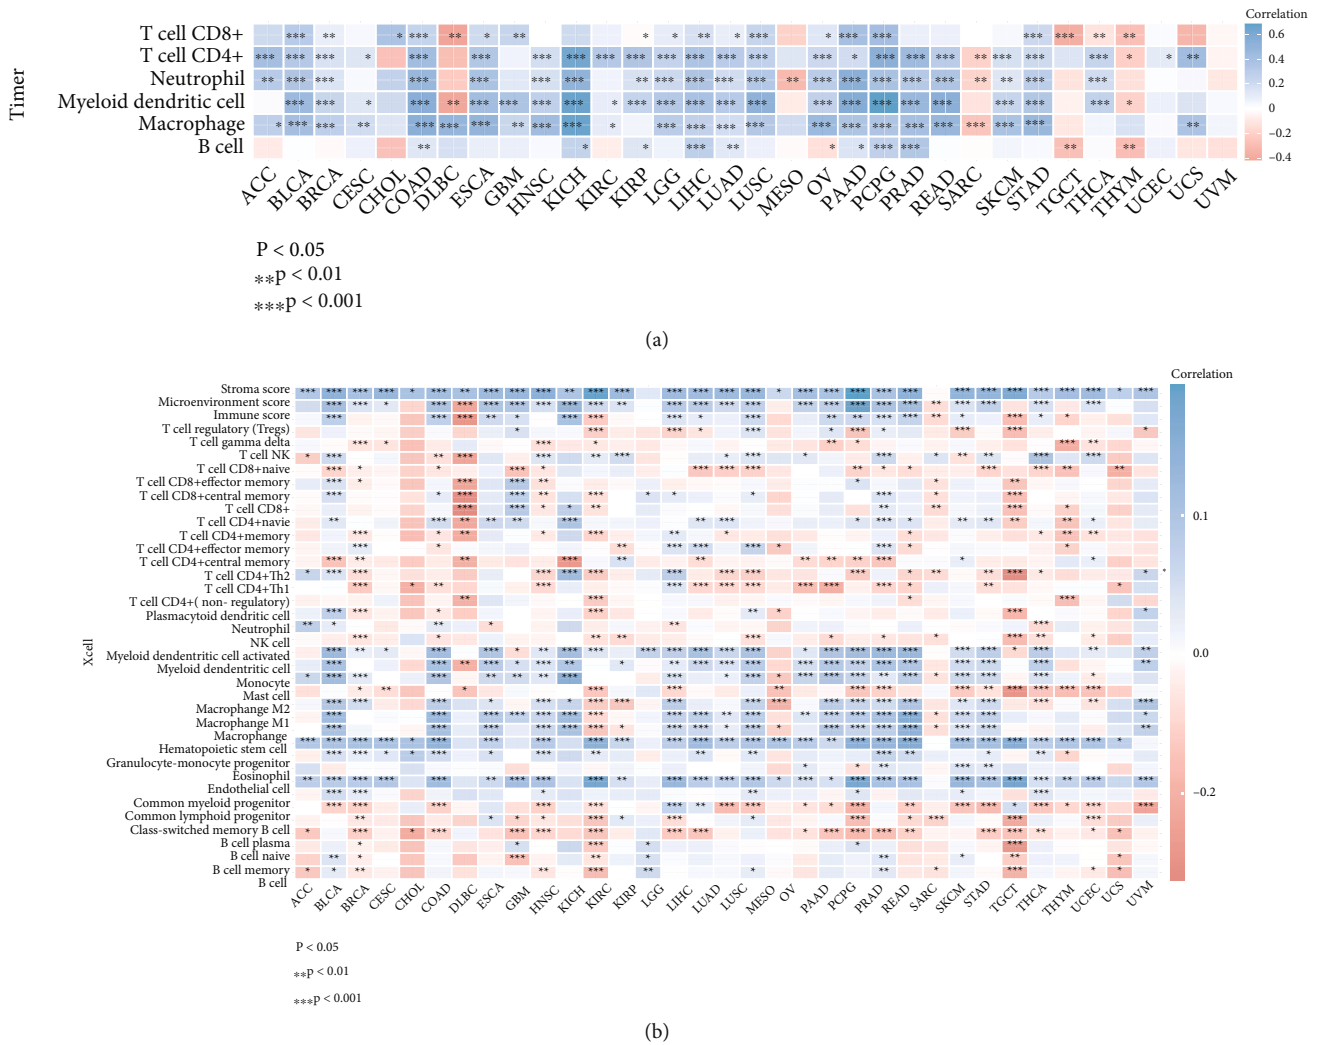 Timer
T cell CD8+
T cell CD4+
Neutrophil
Myeloid dendritic cell
Macrophage
B cell
ACC BLCA BRCA CESC CHOL COAD DLBC ESCA GBM HNSC KICH KIRC KIRP LGG LIHC LUAD LUSC MESO OV PAAD PCPG PRAD READ SARC SKCM STAD TGCT THCA THYM UCEC UCS UVM
Correlation
0.6
0.4
0.2
0
−0.2
−0.4
P < 0.05
**p < 0.01
***p < 0.001
(a)
Xcell
Stroma score
Microenvironment score
Immune score
T cell regulatory (Tregs)
T cell gamma delta
T cell NK
T cell CD8+naive
T cell CD8+effector memory
T cell CD8+central memory
T cell CD8+
T cell CD4+navie
T cell CD4+memory
T cell CD4+effector memory
T cell CD4+central memory
T cell CD4+Th2
T cell CD4+Th1
T cell CD4+( non- regulatory)
Plasmacytoid dendritic cell
Neutrophil
NK cell
Myeloid dendentritic cell activated
Myeloid dendentritic cell
Monocyte
Mast cell
Macrophange M2
Macrophange M1
Macrophange
Hematopoietic stem cell
Granulocyte-monocyte progenitor
Eosinophil
Endothelial cell
Common myeloid progenitor
Common lymphoid progenitor
Class-switched memory B cell
B cell plasma
B cell naive
B cell memory
B cell
ACC BLCA BRCA CESC CHOL COAD DLBC ESCA GBM HNSC KICH KIRC KIRP LGG LIHC LUAD LUSC MESO OV PAAD PCPG PRAD READ SARC SKCM STAD TGCT THCA THYM UCEC UCS UVM
Correlation
0.1
0.0
−0.2
P < 0.05
**p < 0.01
***p < 0.001
(b)